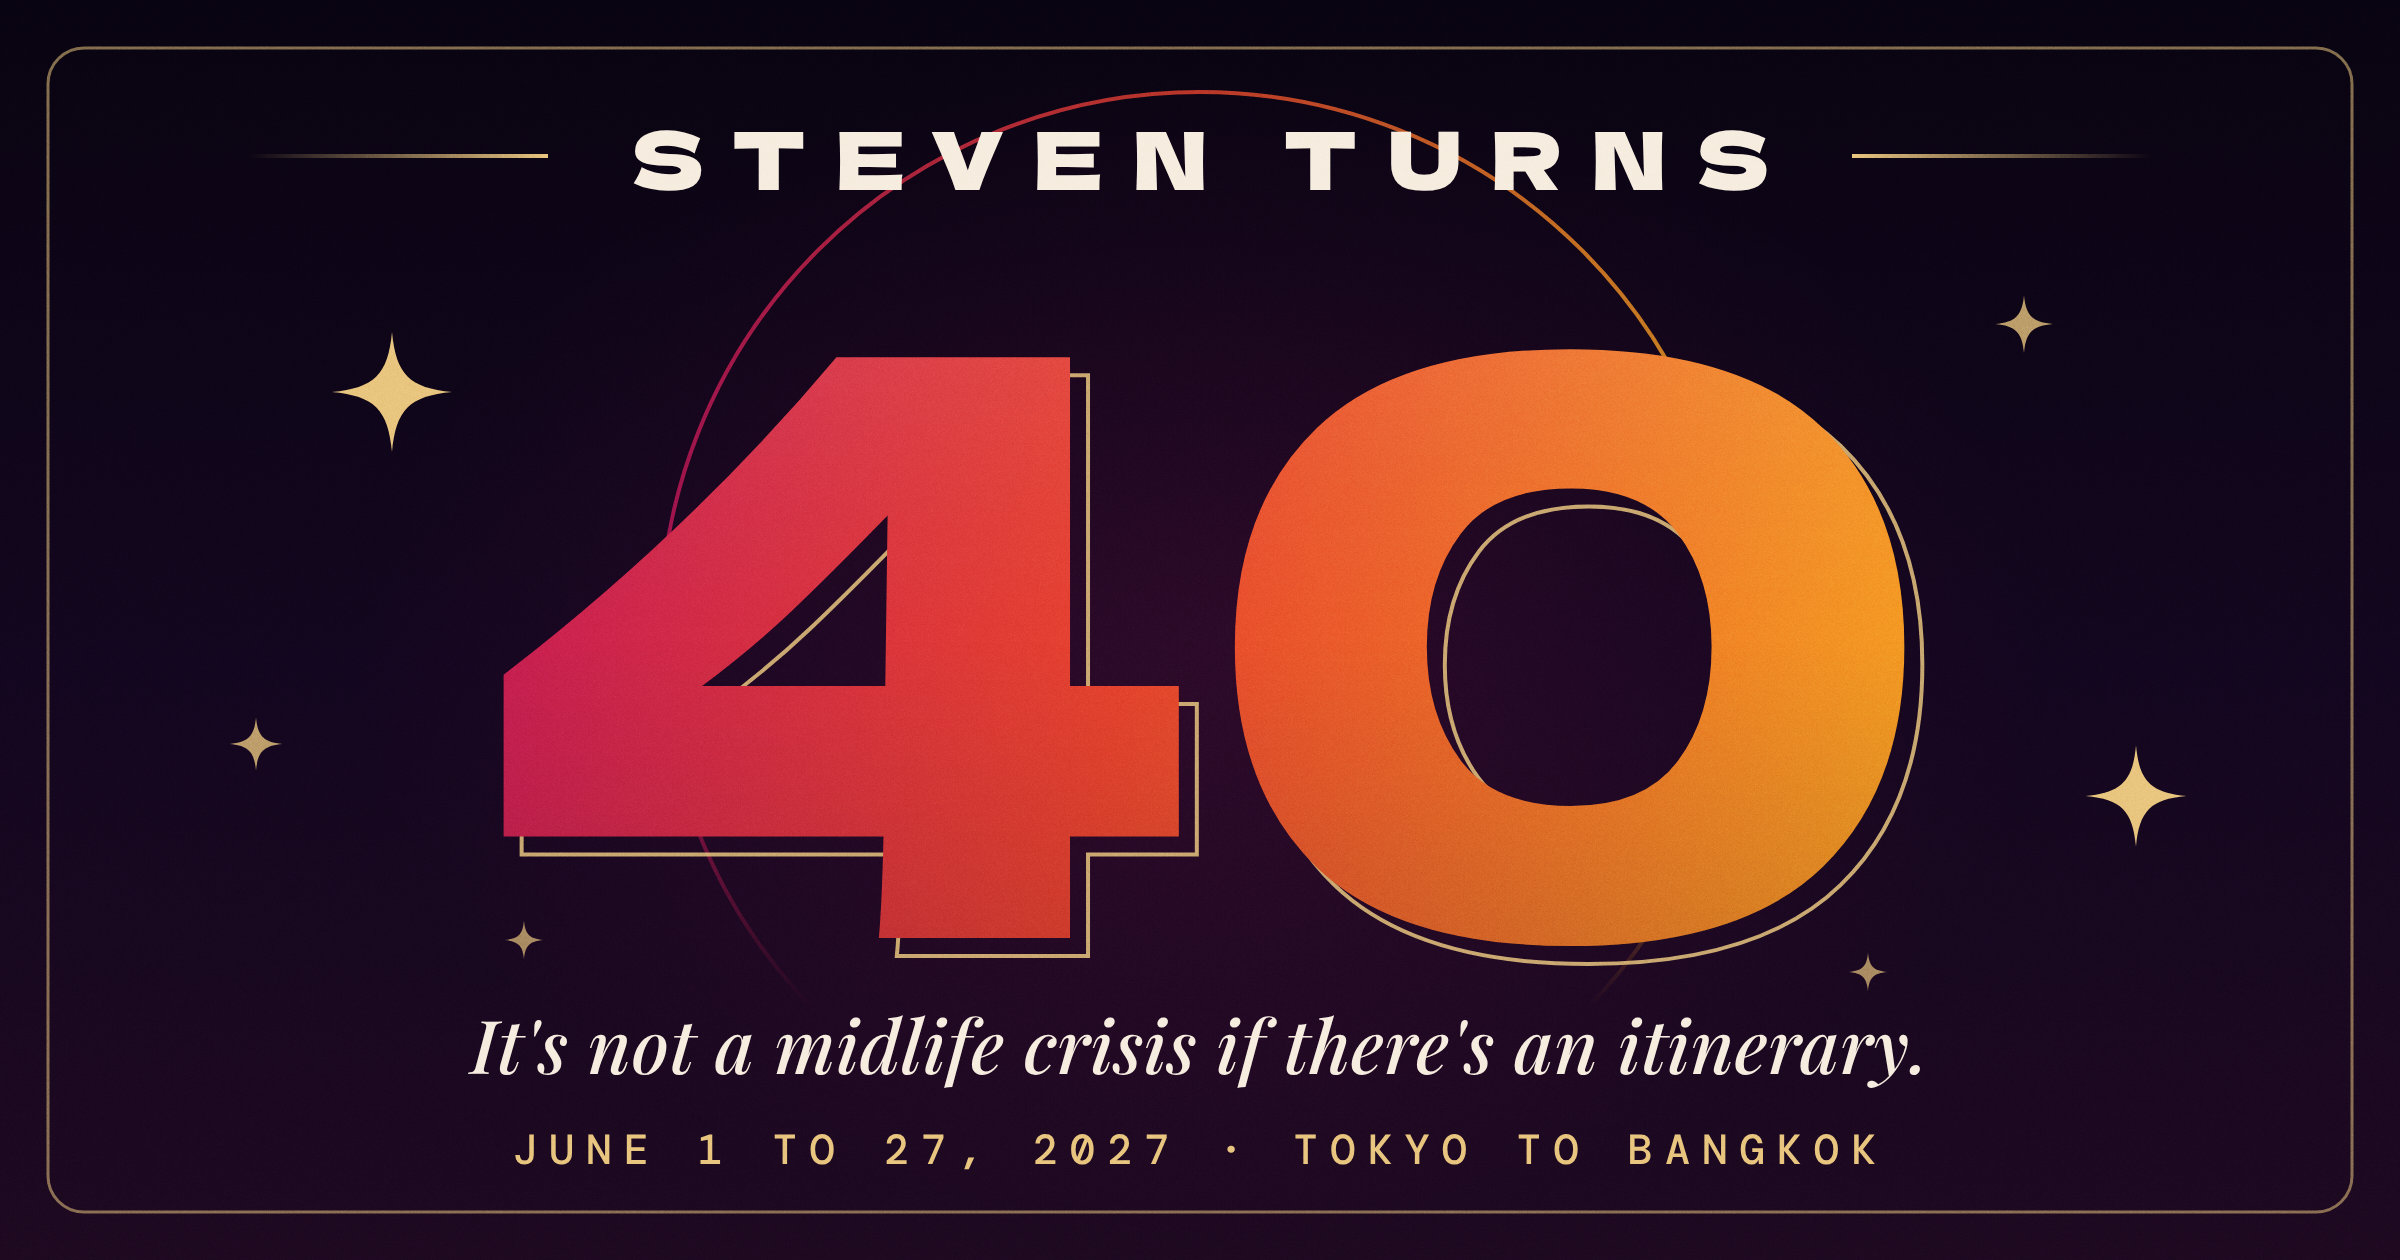 STEVEN TURNS
40
It's not a midlife crisis if there's an itinerary.
JUNE 1 TO 27, 2027 · TOKYO TO BANGKOK